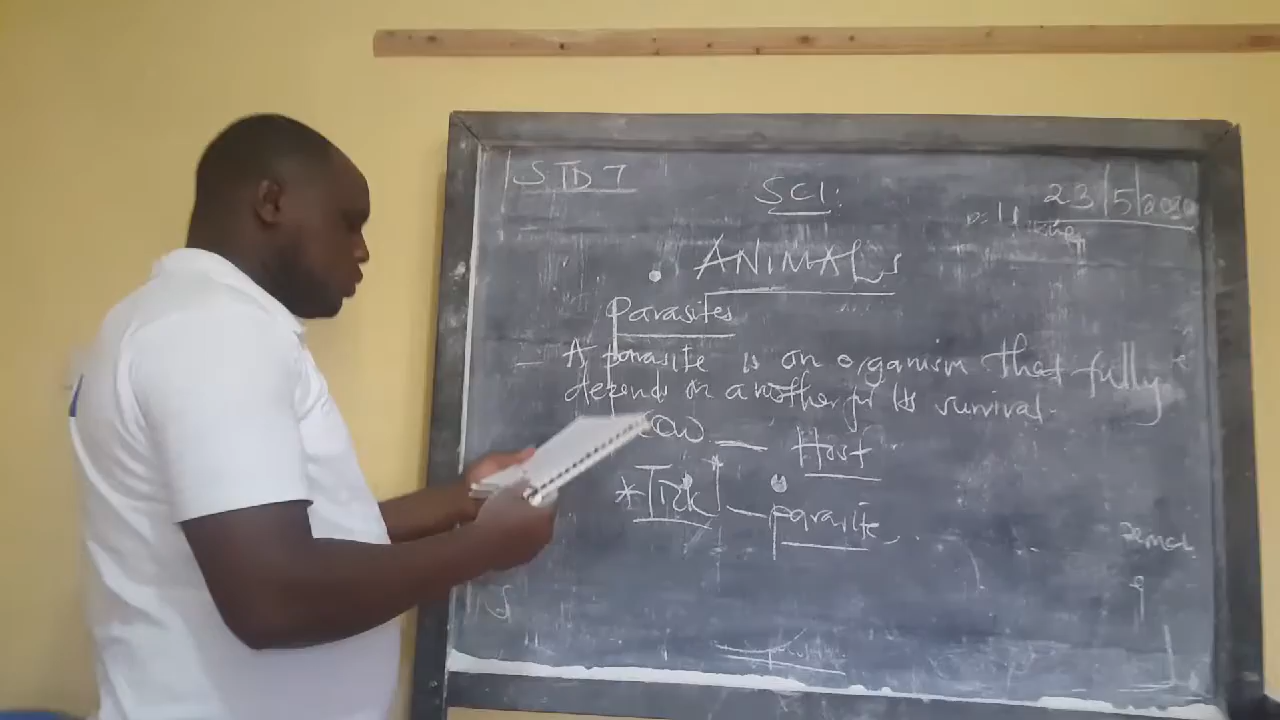 STD 7
SCI:
23/5/2020
ANIMALS
Parasites
- A parasite is an organism that fully
depends on another for its survival.
Cow - Host
* Tick - parasite